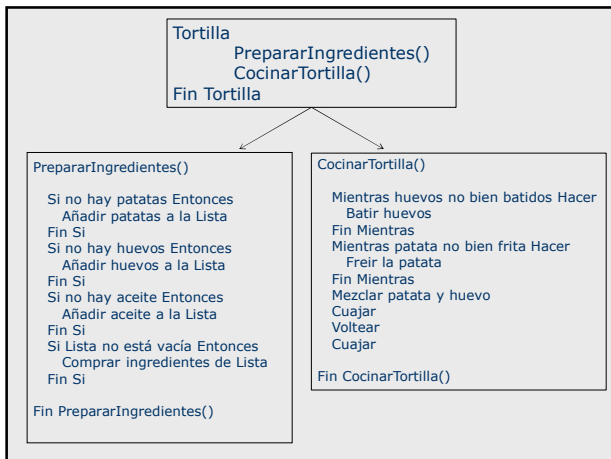 Tortilla
PrepararIngredientes()
CocinarTortilla()
Fin Tortilla
PrepararIngredientes()
Si no hay patatas Entonces
Añadir patatas a la Lista
Fin Si
Si no hay huevos Entonces
Añadir huevos a la Lista
Fin Si
Si no hay aceite Entonces
Añadir aceite a la Lista
Fin Si
Si Lista no está vacía Entonces
Comprar ingredientes de Lista
Fin Si
Fin PrepararIngredientes()
CocinarTortilla()
Mientras huevos no bien batidos Hacer
Batir huevos
Fin Mientras
Mientras patata no bien frita Hacer
Freir la patata
Fin Mientras
Mezclar patata y huevo
Cuajar
Voltear
Cuajar
Fin CocinarTortilla()